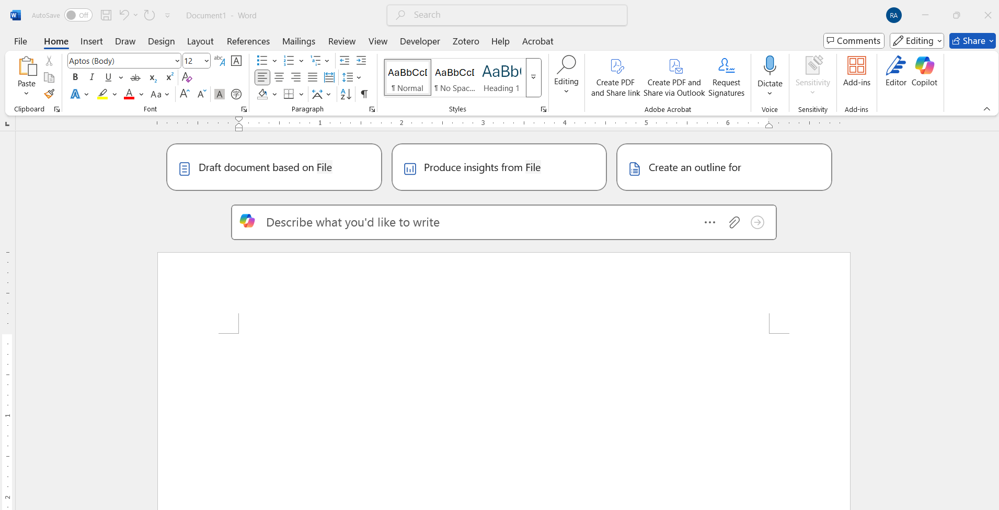 AutoSave Off Document1 - Word Search RA
File Home Insert Draw Design Layout References Mailings Review View Developer Zotero Help Acrobat Comments Editing Share
Paste
Clipboard
Aptos (Body) 12
Font
Paragraph
AaBbCcD AaBbCcD AaBbC
¶ Normal ¶ No Spac... Heading 1
Styles
Editing
Create PDF
and Share link
Create PDF and
Share via Outlook
Request
Signatures
Adobe Acrobat
Dictate
Voice
Sensitivity
Sensitivity
Add-ins
Add-ins
Editor
Copilot
1 2 3 4 5 6
Draft document based on File
Produce insights from File
Create an outline for
Describe what you'd like to write
1
2